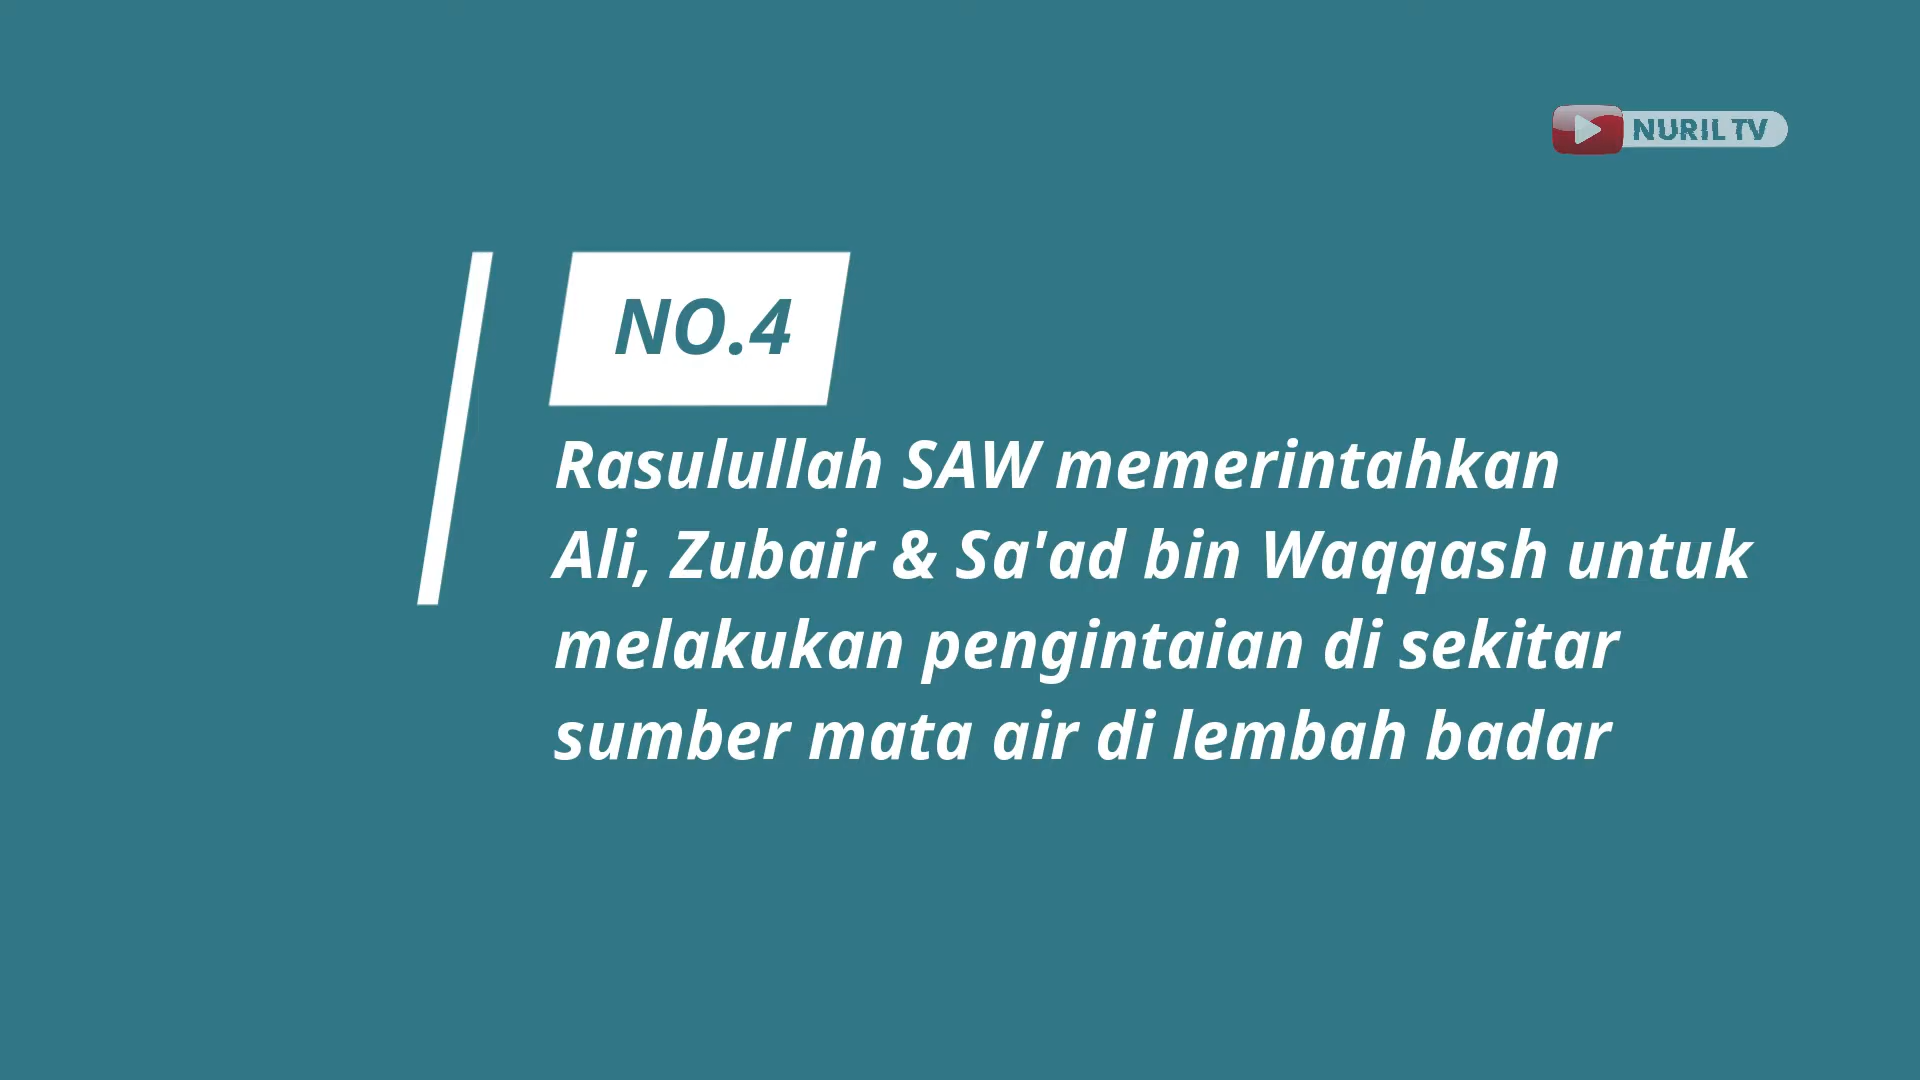 NURIL TV
NO.4
Rasulullah SAW memerintahkan
Ali, Zubair & Sa'ad bin Waqqash untuk
melakukan pengintaian di sekitar
sumber mata air di lembah badar